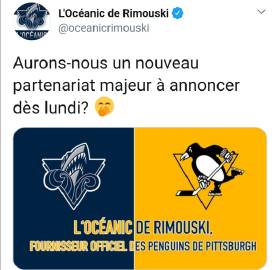 L'Océanic de Rimouski
@oceanicrimouski
Aurons-nous un nouveau
partenariat majeur à annoncer
dès lundi? 🤭
L'OCÉANIC DE RIMOUSKI,
FOURNISSEUR OFFICIEL DES PENGUINS DE PITTSBURGH